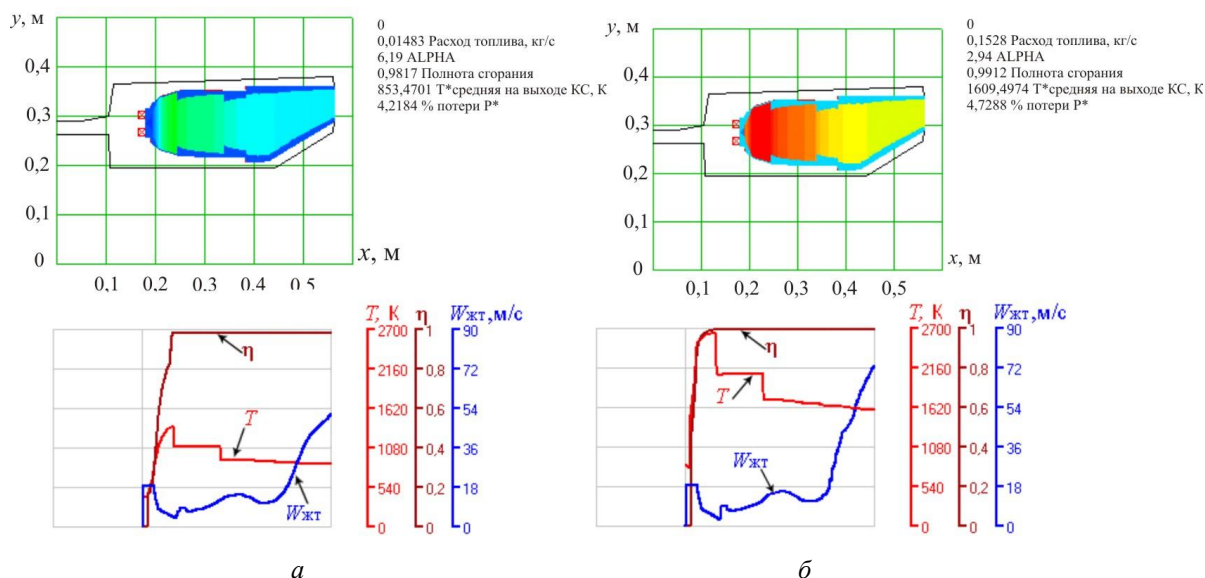 y, м
0,4
0,3
0,2
0,1
0
0,1 0,2 0,3 0,4 0,5
x, м
0
0,01483 Расход топлива, кг/с
6,19 ALPHA
0,9817 Полнота сгорания
853,4701 T*средняя на выходе КС, К
4,2184 % потери P*
y, м
0,4
0,3
0,2
0,1
0
0,1 0,2 0,3 0,4 0,5
x, м
0
0,1528 Расход топлива, кг/с
2,94 ALPHA
0,9912 Полнота сгорания
1609,4974 T*средняя на выходе КС, К
4,7288 % потери P*
η
T
Wжт
T, К η Wжт,м/с
2700 1 90
2160 0,8 72
1620 0,6 54
1080 0,4 36
540 0,2 18
0 0 0
а
η
T
Wжт
T, К η Wжт,м/с
2700 1 90
2160 0,8 72
1620 0,6 54
1080 0,4 36
540 0,2 18
0 0 0
б